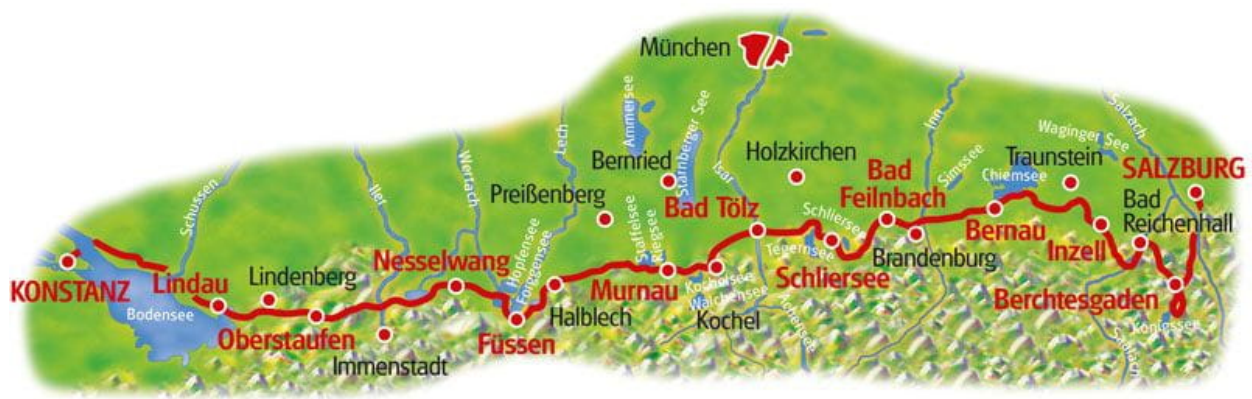 München
Ammersee
Starnberger See
Isar
Inn
Salzach
Lech
Wertach
Iller
Schussen
Bernried
Holzkirchen
Simssee
Waginger See
Traunstein
Chiemsee
SALZBURG
Preißenberg
Bad Tölz
Bad
Feilnbach
Bad
Reichenhall
Staffelsee
Riegsee
Schliersee
Tegernsee
Hopfensee
Forggensee
Nesselwang
Lindenberg
Lindau
KONSTANZ
Bodensee
Oberstaufen
Immenstadt
Füssen
Halblech
Murnau
Kochelsee
Walchensee
Kochel
Schliersee
Brandenburg
Bernau
Inzell
Berchtesgaden
Königssee